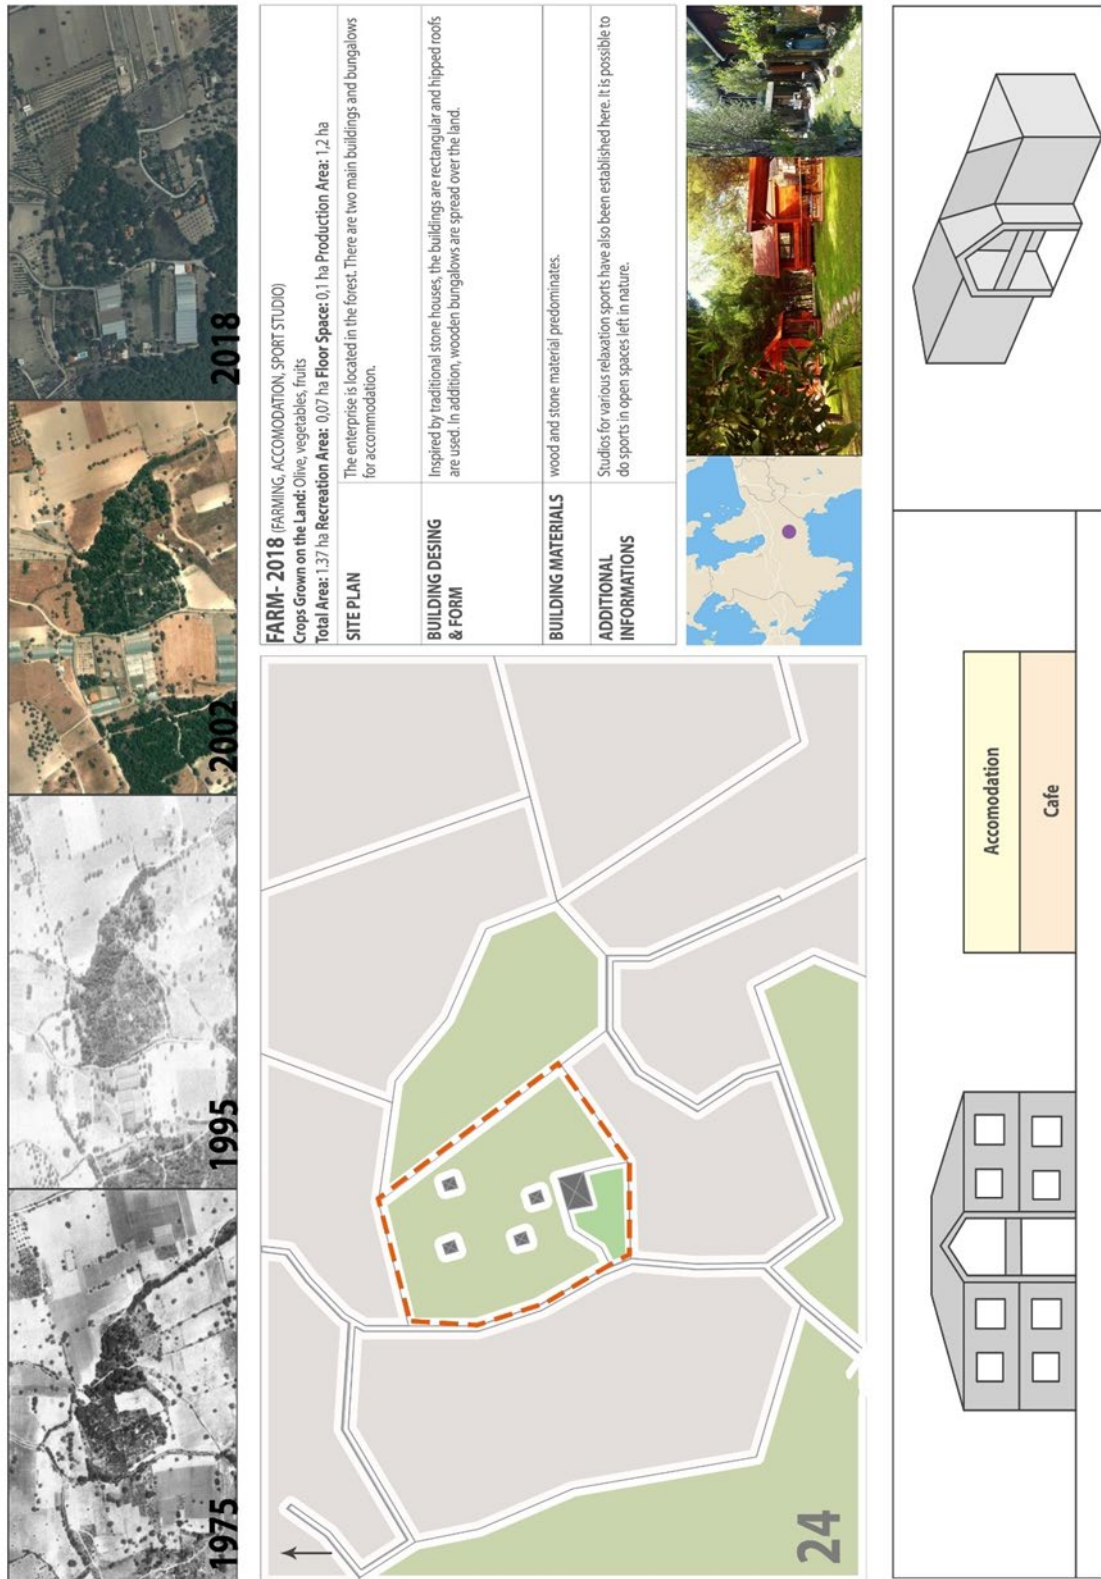 1975
1995
2002
2018
24
FARM- 2018 (FARMING, ACCOMODATION, SPORT STUDIO)
Crops Grown on the Land: Olive, vegetables, fruits
Total Area: 1.37 ha Recreation Area: 0,07 ha Floor Space: 0,1 ha Production Area: 1,2 ha
SITE PLAN
The enterprise is located in the forest. There are two main buildings and bungalows
for accommodation.
BUILDING DESING
& FORM
Inspired by traditional stone houses, the buildings are rectangular and hipped roofs
are used. In addition, wooden bungalows are spread over the land.
BUILDING MATERIALS
wood and stone material predominates.
ADDITIONAL
INFORMATIONS
Studios for various relaxation sports have also been established here. It is possible to
do sports in open spaces left in nature.
Accomodation
Cafe